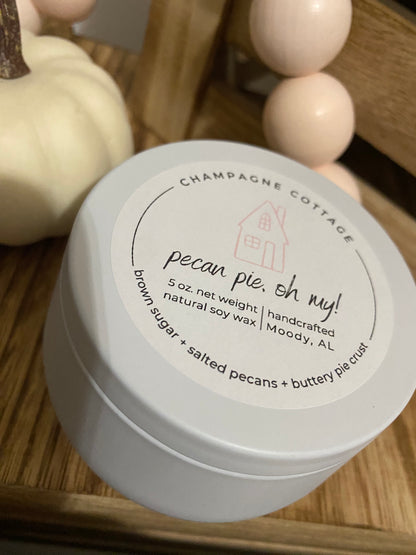 CHAMPAGNE COTTAGE
pecan pie, oh my!
5 oz. net weight | handcrafted
natural soy wax | Moody, AL
brown sugar + salted pecans + buttery pie crust